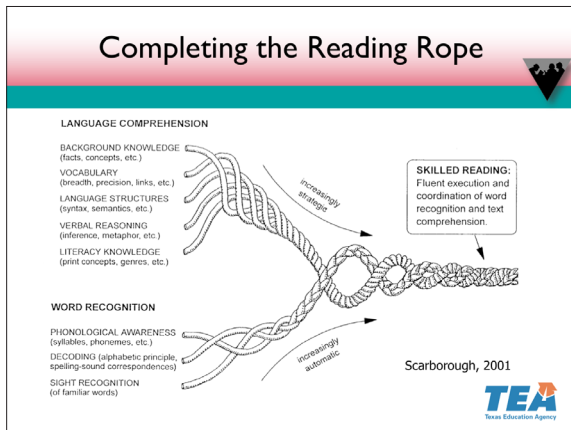 Completing the Reading Rope
LANGUAGE COMPREHENSION
BACKGROUND KNOWLEDGE
(facts, concepts, etc.)
VOCABULARY
(breadth, precision, links, etc.)
LANGUAGE STRUCTURES
(syntax, semantics, etc.)
VERBAL REASONING
(inference, metaphor, etc.)
LITERACY KNOWLEDGE
(print concepts, genres, etc.)
increasingly
strategic
SKILLED READING:
Fluent execution and
coordination of word
recognition and text
comprehension.
WORD RECOGNITION
PHONOLOGICAL AWARENESS
(syllables, phonemes, etc.)
DECODING (alphabetic principle,
spelling-sound correspondences)
SIGHT RECOGNITION
(of familiar words)
increasingly
automatic
Scarborough, 2001
TEA
Texas Education Agency